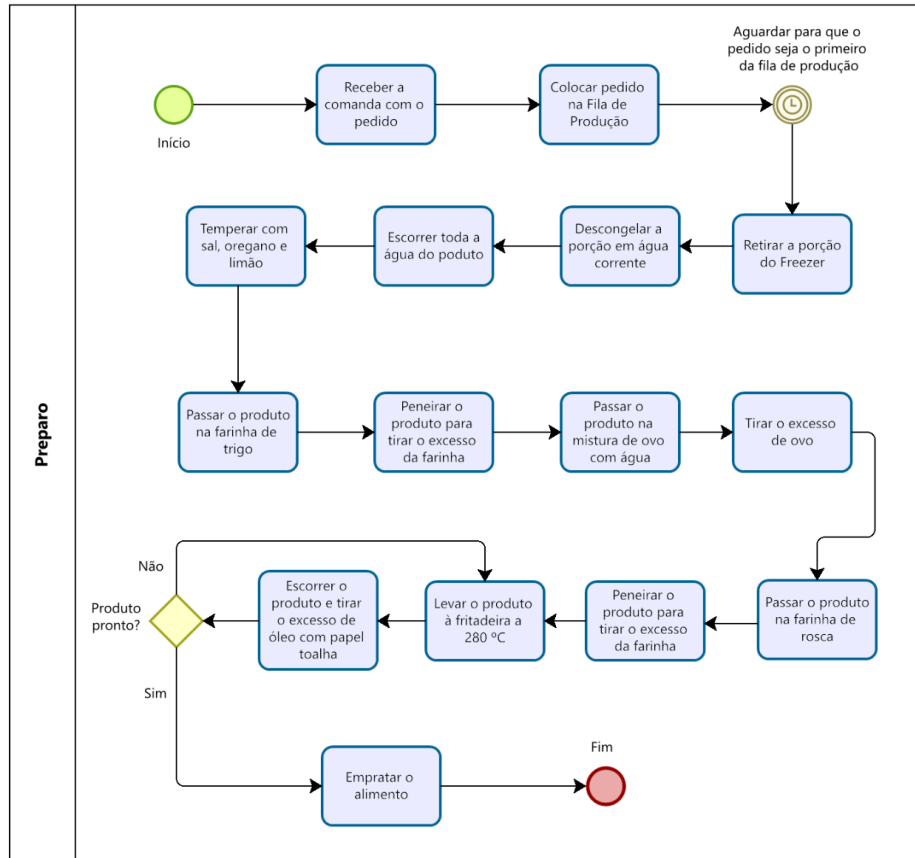 Preparo
Aguardar para que o
pedido seja o primeiro
da fila de produção
Início
Receber a
comanda com o
pedido
Colocar pedido
na Fila de
Produção
Retirar a porção
do Freezer
Descongelar a
porção em água
corrente
Escorrer toda a
água do poduto
Temperar com
sal, oregano e
limão
Passar o produto
na farinha de
trigo
Peneirar o
produto para
tirar o excesso
da farinha
Passar o
produto na
mistura de ovo
com água
Tirar o excesso
de ovo
Passar o produto
na farinha de
rosca
Peneirar o
produto para
tirar o excesso
da farinha
Levar o produto
à fritadeira a
280 ºC
Escorrer o
produto e tirar
o excesso de
óleo com papel
toalha
Produto
pronto?
Não
Sim
Empratar o
alimento
Fim